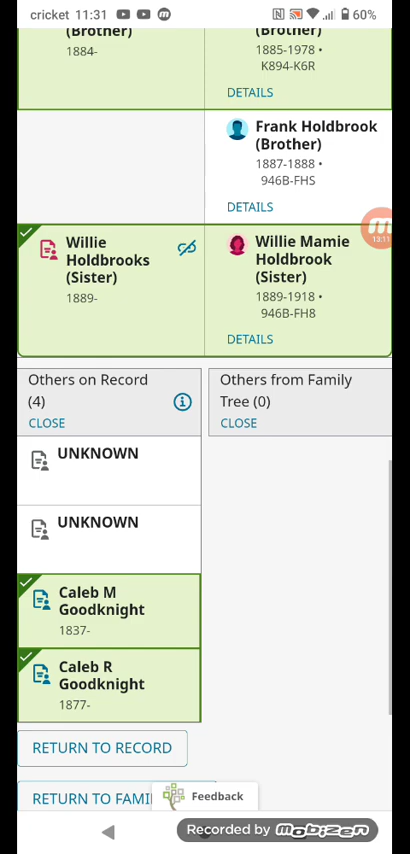 cricket 11:31 60%
(Brother)
1884-
(Brother)
1885-1978 •
K894-K6R
DETAILS
Frank Holdbrook
(Brother)
1887-1888 •
946B-FHS
DETAILS
Willie
Holdbrooks
(Sister)
1889-
Willie Mamie
Holdbrook
(Sister)
1889-1918 •
946B-FH8
DETAILS
13:11
Others on Record
(4)
CLOSE
Others from Family
Tree (0)
CLOSE
UNKNOWN
UNKNOWN
Caleb M
Goodknight
1837-
Caleb R
Goodknight
1877-
RETURN TO RECORD
RETURN TO FAMI
Feedback
Recorded by mobizen